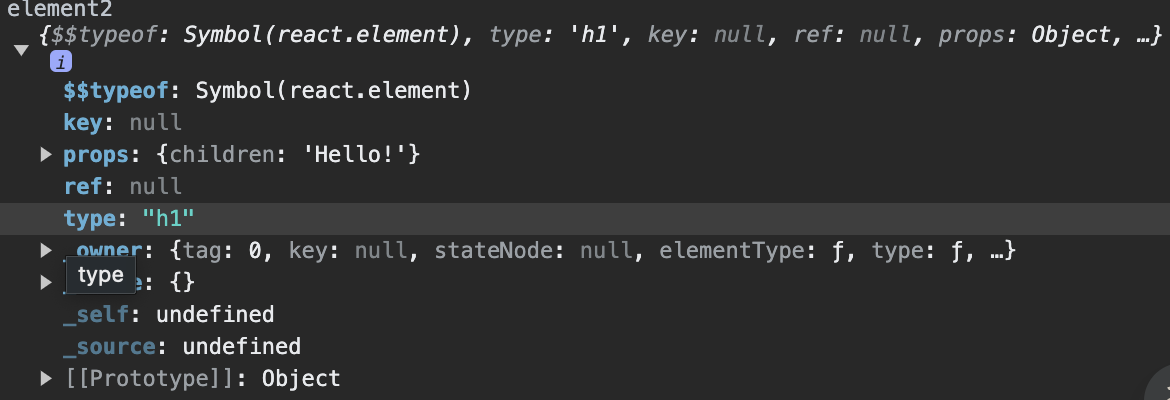 element2
{$$typeof: Symbol(react.element), type: 'h1', key: null, ref: null, props: Object, …}
i
$$typeof: Symbol(react.element)
key: null
props: {children: 'Hello!'}
ref: null
type: "h1"
_owner: {tag: 0, key: null, stateNode: null, elementType: ƒ, type: ƒ, …}
type
: {}
_self: undefined
_source: undefined
[[Prototype]]: Object